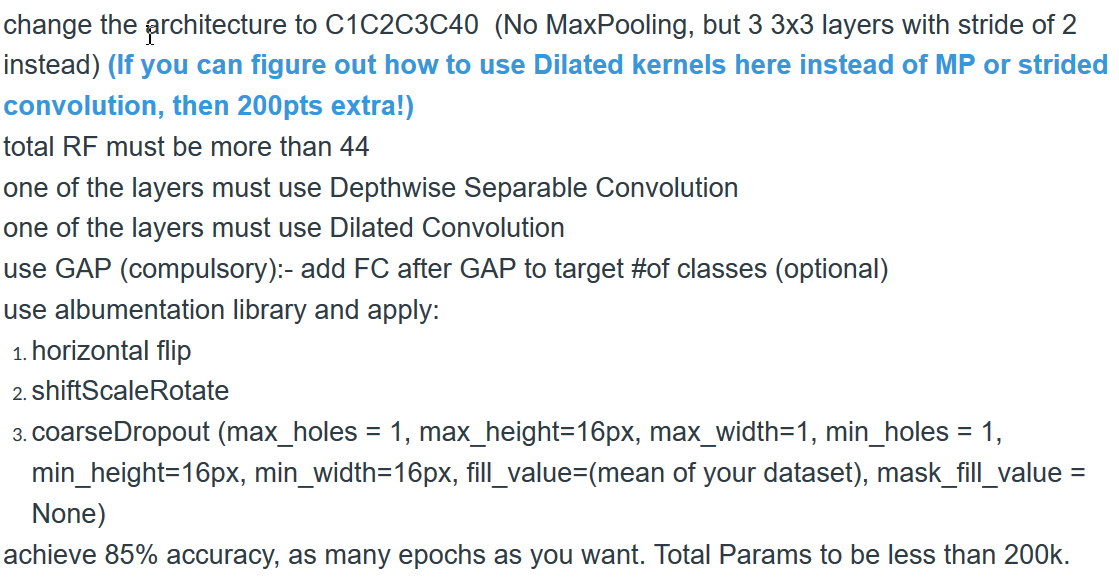 change the architecture to C1C2C3C40  (No MaxPooling, but 3 3x3 layers with stride of 2
instead) (If you can figure out how to use Dilated kernels here instead of MP or strided
convolution, then 200pts extra!)
total RF must be more than 44
one of the layers must use Depthwise Separable Convolution
one of the layers must use Dilated Convolution
use GAP (compulsory):- add FC after GAP to target #of classes (optional)
use albumentation library and apply:
1. horizontal flip
2. shiftScaleRotate
3. coarseDropout (max_holes = 1, max_height=16px, max_width=1, min_holes = 1,
min_height=16px, min_width=16px, fill_value=(mean of your dataset), mask_fill_value =
None)
achieve 85% accuracy, as many epochs as you want. Total Params to be less than 200k.